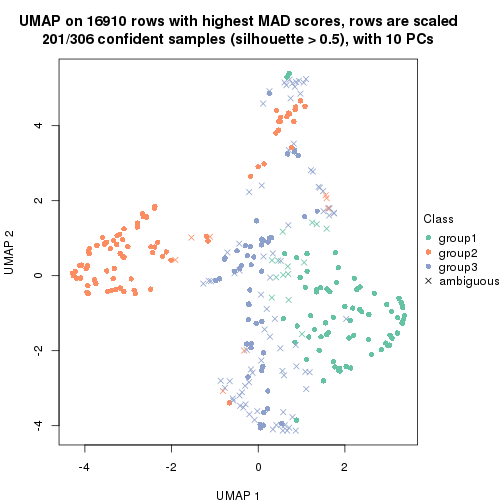 UMAP on 16910 rows with highest MAD scores, rows are scaled
201/306 confident samples (silhouette > 0.5), with 10 PCs
4
2
0
-2
-4
UMAP 2
-4
-2
0
2
UMAP 1
Class
group1
group2
group3
ambiguous